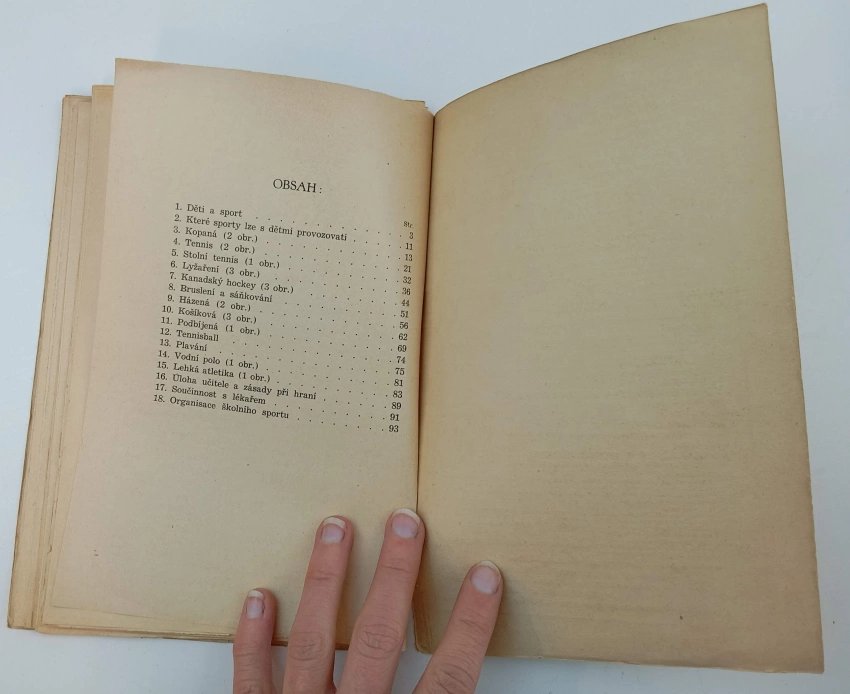 OBSAH:
Str.
1. Děti a sport . . . . . . . . . . . 3
2. Které sporty lze s dětmi provozovati . . . . . 11
3. Kopaná (2 obr.) . . . . . . . . . . 13
4. Tennis (2 obr.) . . . . . . . . . . 21
5. Stolní tennis (1 obr.) . . . . . . . . . 32
6. Lyžaření (3 obr.) . . . . . . . . . . 36
7. Kanadský hockey (3 obr.) . . . . . . . . 44
8. Bruslení a sáňkování . . . . . . . . . 51
9. Házená (2 obr.) . . . . . . . . . . 56
10. Košíková (3 obr.) . . . . . . . . . . 62
11. Podbíjená (1 obr.) . . . . . . . . . . 69
12. Tennisball . . . . . . . . . . . . 74
13. Plavání . . . . . . . . . . . . . 75
14. Vodní polo (1 obr.) . . . . . . . . . . 81
15. Lehká atletika (1 obr.) . . . . . . . . . 83
16. Úloha učitele a zásady při hraní . . . . . . 89
17. Součinnost s lékařem . . . . . . . . . 91
18. Organisace školního sportu . . . . . . . . 93